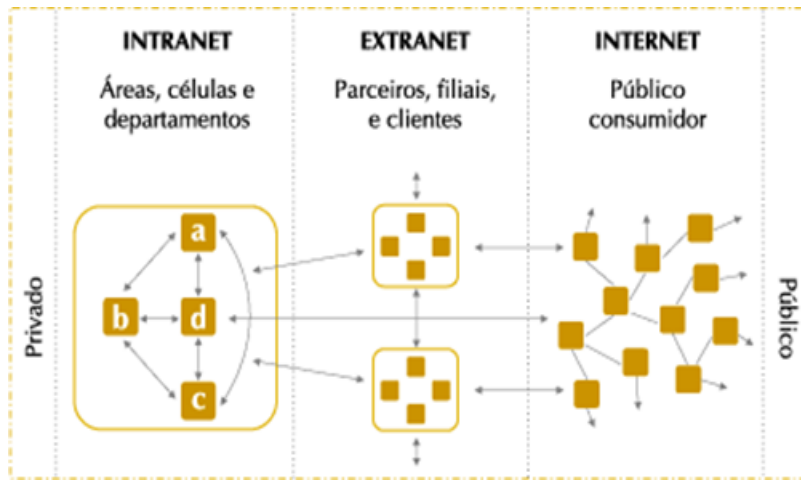 INTRANET
Áreas, células e
departamentos
EXTRANET
Parceiros, filiais,
e clientes
INTERNET
Público
consumidor
Privado
a
b
d
c
Público